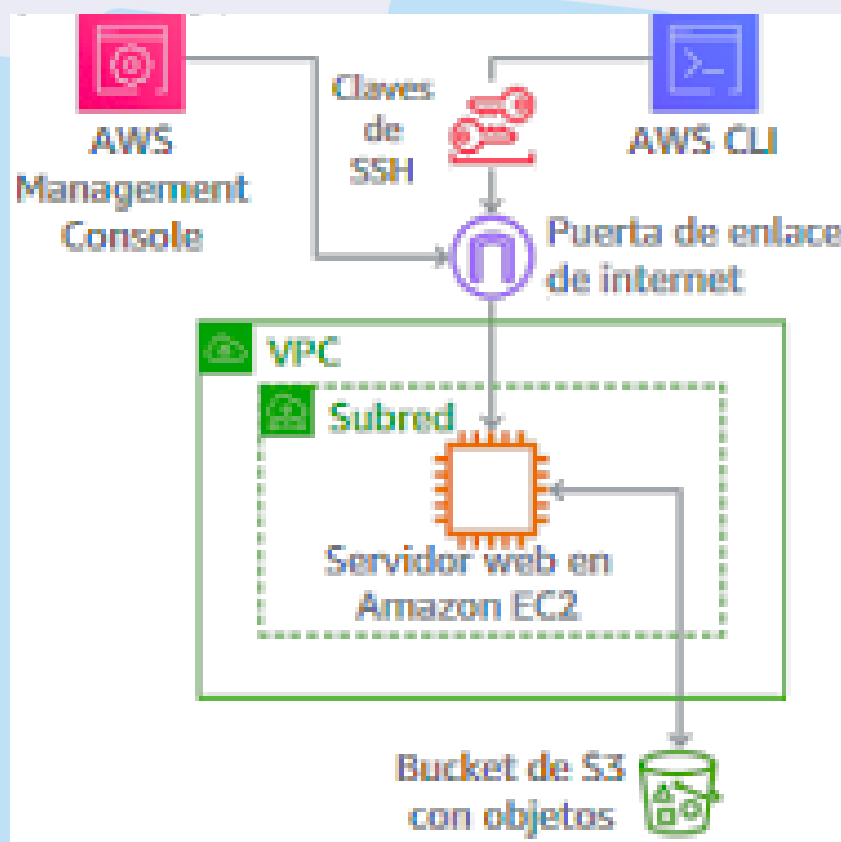 AWS
Management
Console
Claves
de
SSH
AWS CLI
Puerta de enlace
de internet
VPC
Subred
Servidor web en
Amazon EC2
Bucket de S3
con objetos